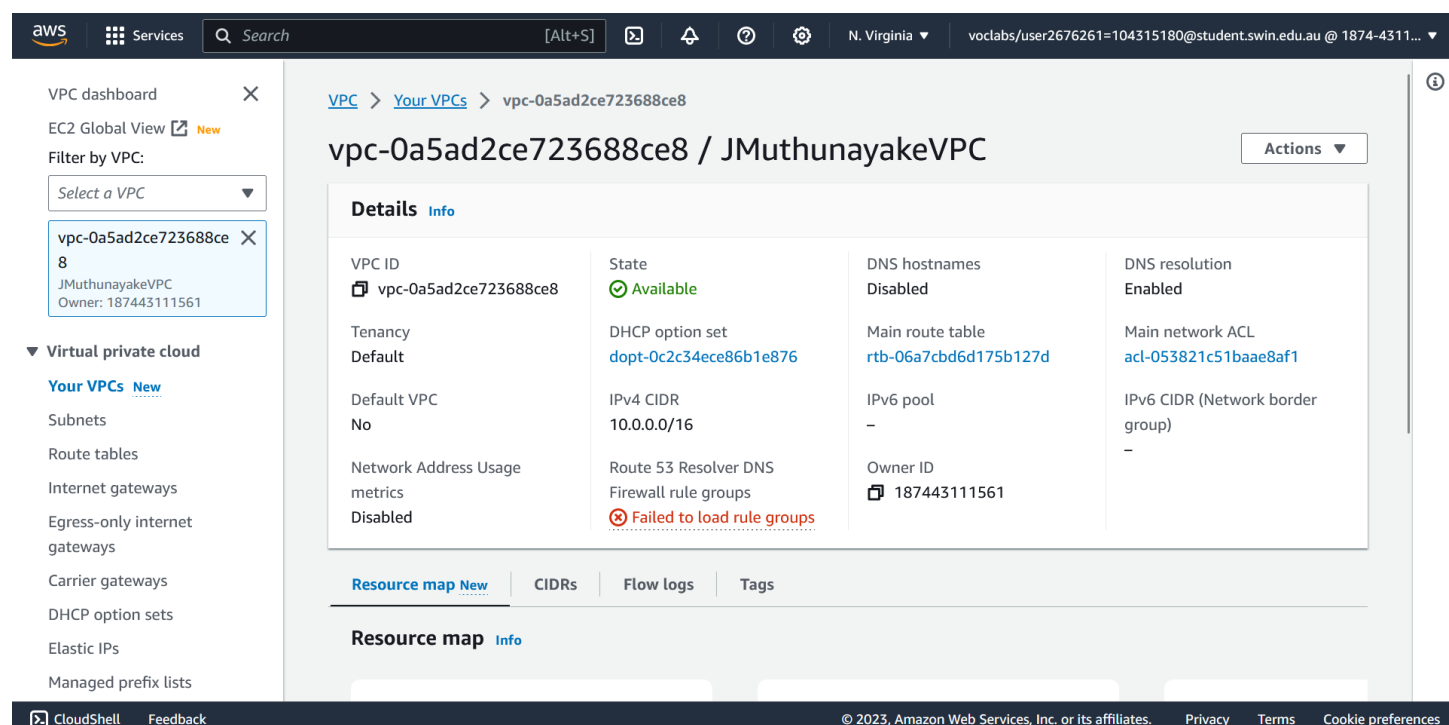 aws
Services
Search [Alt+S]
N. Virginia ▼
voclabs/user2676261=104315180@student.swin.edu.au @ 1874-4311... ▼
VPC dashboard
EC2 Global View New
Filter by VPC:
Select a VPC
vpc-0a5ad2ce723688ce
8
JMuthunayakeVPC
Owner: 187443111561
Virtual private cloud
Your VPCs New
Subnets
Route tables
Internet gateways
Egress-only internet
gateways
Carrier gateways
DHCP option sets
Elastic IPs
Managed prefix lists
VPC > Your VPCs > vpc-0a5ad2ce723688ce8
vpc-0a5ad2ce723688ce8 / JMuthunayakeVPC
Actions ▼
Details Info
VPC ID
vpc-0a5ad2ce723688ce8
State
Available
DNS hostnames
Disabled
DNS resolution
Enabled
Tenancy
Default
DHCP option set
dopt-0c2c34ece86b1e876
Main route table
rtb-06a7cbd6d175b127d
Main network ACL
acl-053821c51baae8af1
Default VPC
No
IPv4 CIDR
10.0.0.0/16
IPv6 pool
–
IPv6 CIDR (Network border
group)
–
Network Address Usage
metrics
Disabled
Route 53 Resolver DNS
Firewall rule groups
Failed to load rule groups
Owner ID
187443111561
Resource map New
CIDRs
Flow logs
Tags
Resource map Info
CloudShell
Feedback
© 2023, Amazon Web Services, Inc. or its affiliates.
Privacy
Terms
Cookie preferences